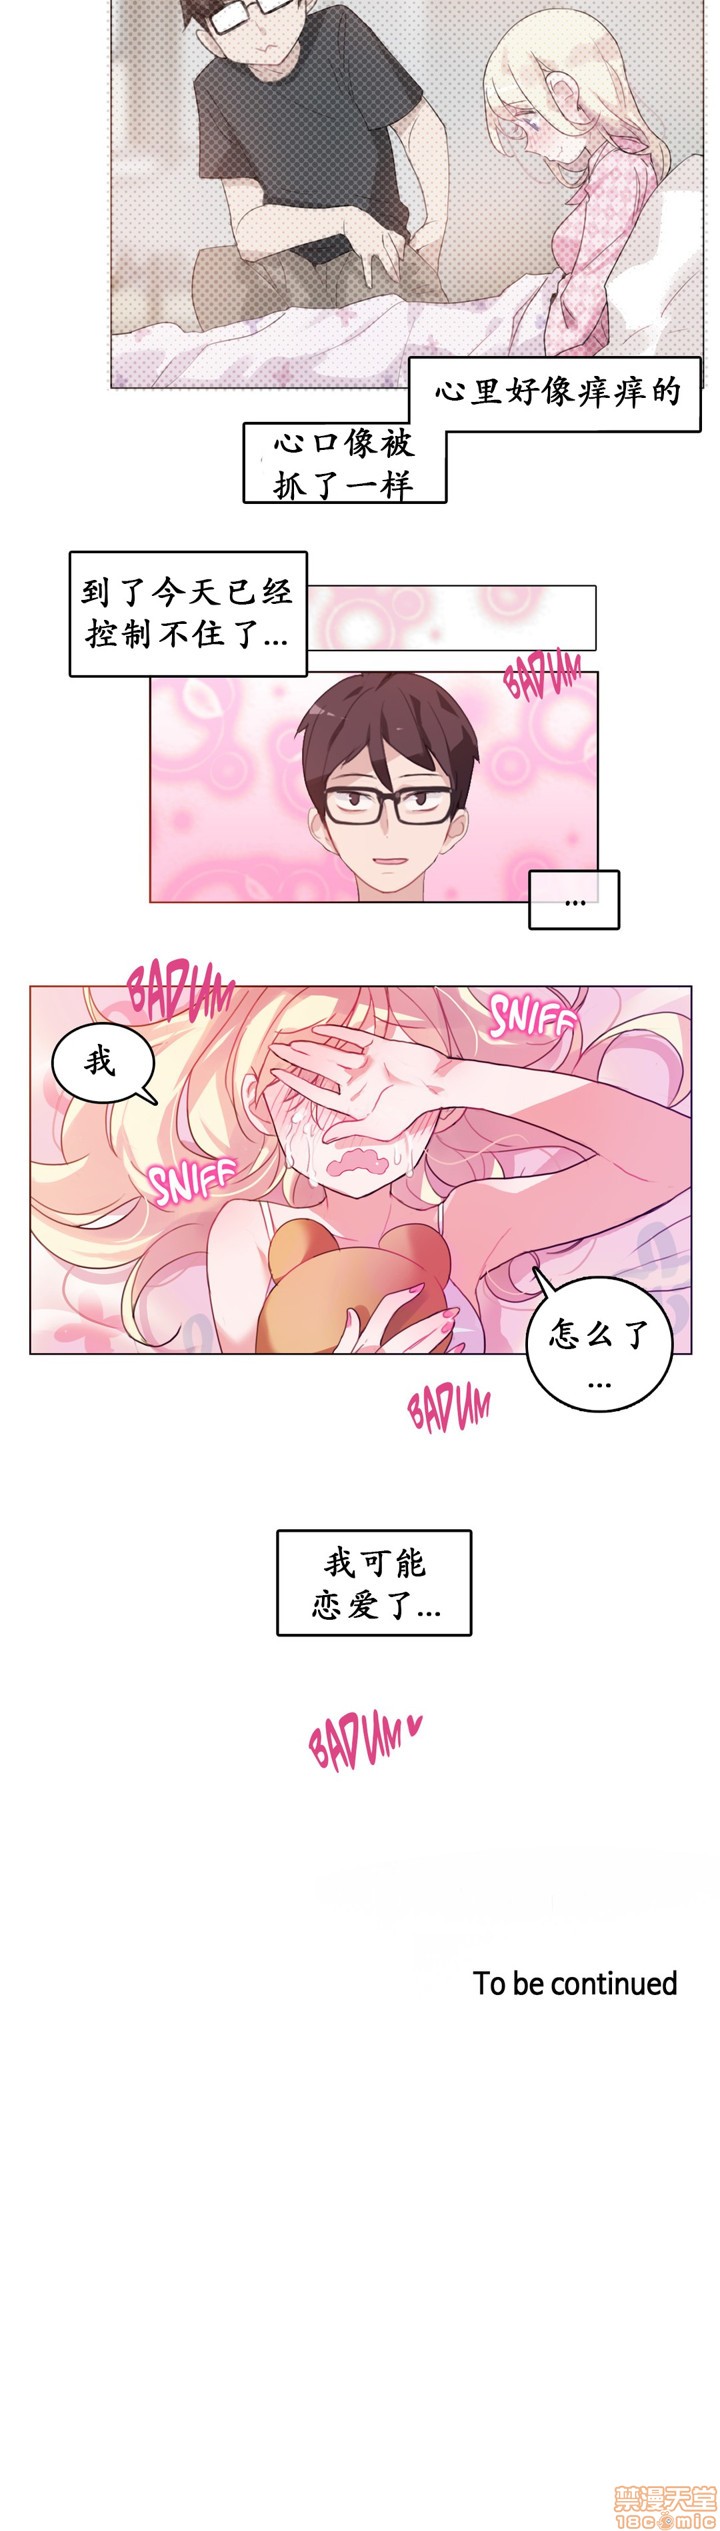 心里好像痒痒的
心口像被
抓了一样
到了今天已经
控制不住了...
BADUM
...
BADUM
SNIFF
我
SNIFF
怎么了
...
BADUM
我可能
恋爱了...
BADUM♥
To be continued
禁漫天堂
18comic